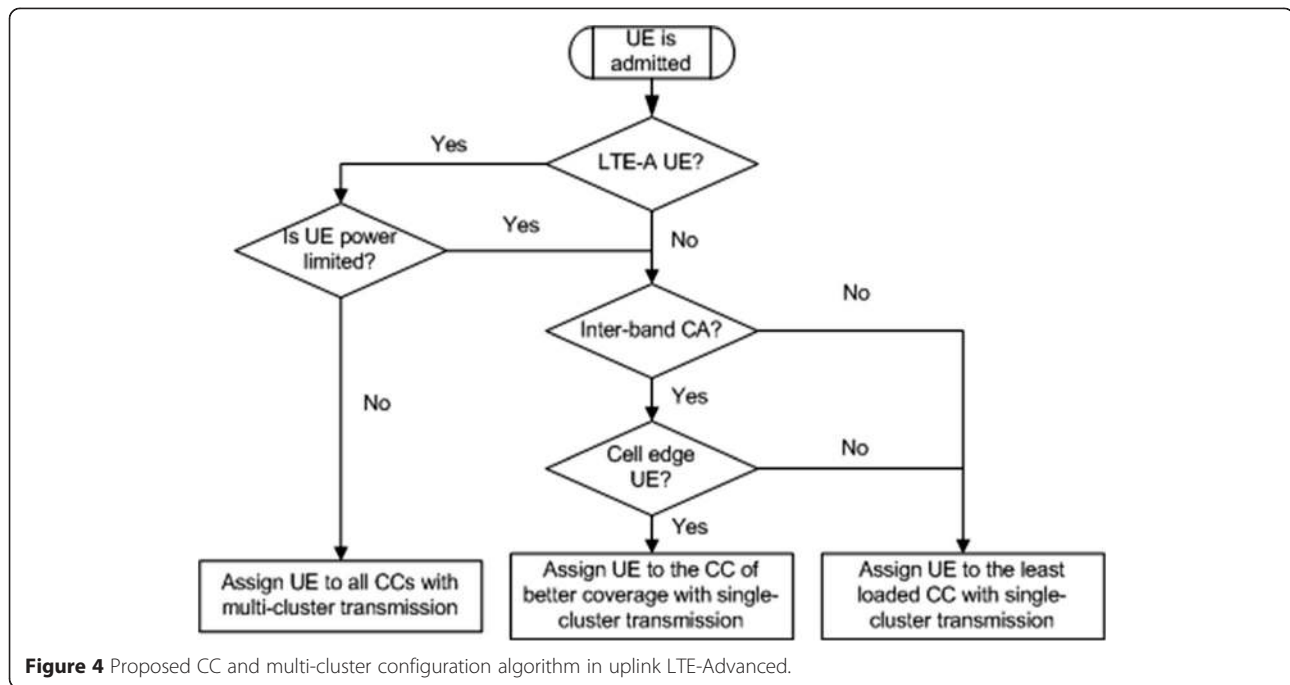 UE is
admitted
Yes
LTE-A UE?
Is UE power
limited?
Yes
No
No
Inter-band CA?
No
Yes
Cell edge
UE?
No
Yes
Assign UE to all CCs with
multi-cluster transmission
Assign UE to the CC of
better coverage with single-
cluster transmission
Assign UE to the least
loaded CC with single-
cluster transmission
Figure 4 Proposed CC and multi-cluster configuration algorithm in uplink LTE-Advanced.